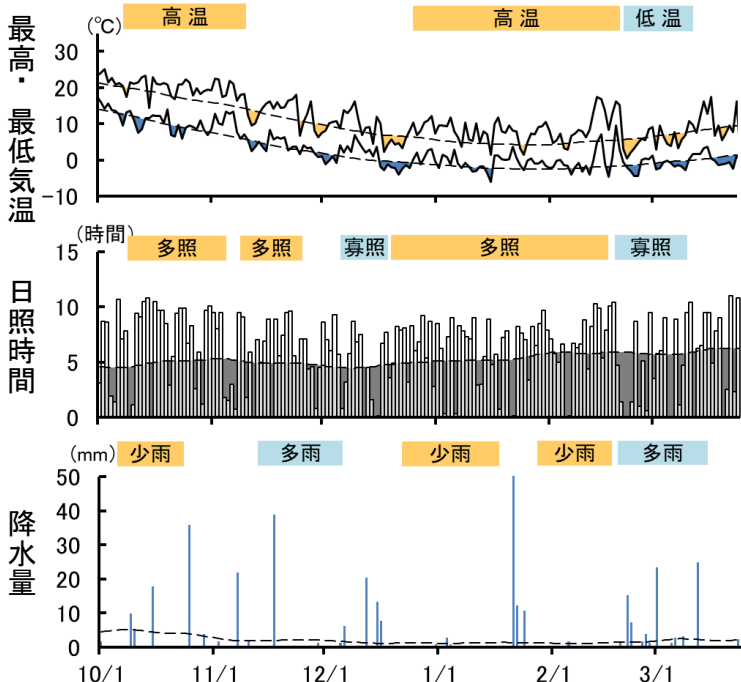 最高・最低気温
(℃)
高温
高温
低温
30
20
10
0
-10
日照時間
(時間)
多照
多照
寡照
多照
寡照
15
10
5
0
降水量
(mm)
少雨
多雨
少雨
少雨
多雨
50
40
30
20
10
0
10/1
11/1
12/1
1/1
2/1
3/1